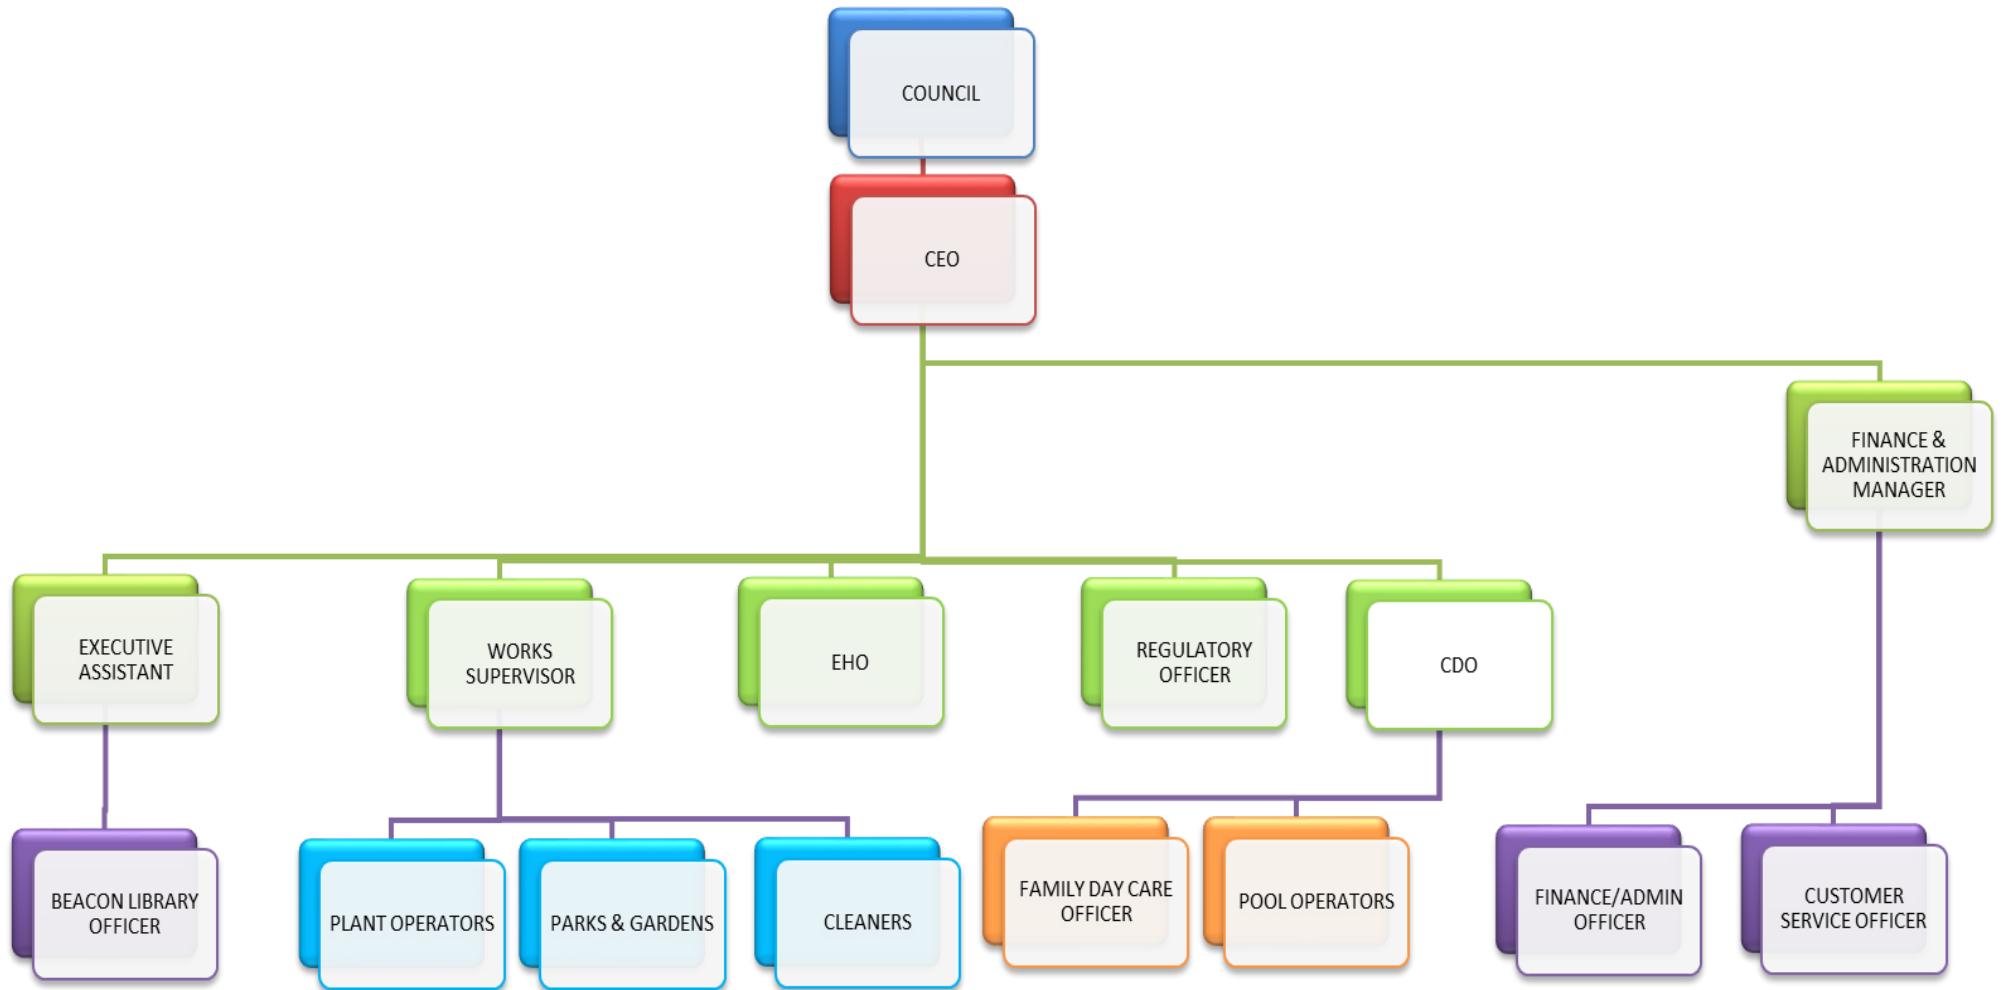 COUNCIL
CEO
FINANCE &
ADMINISTRATION
MANAGER
EXECUTIVE
ASSISTANT
WORKS
SUPERVISOR
EHO
REGULATORY
OFFICER
CDO
BEACON LIBRARY
OFFICER
PLANT OPERATORS
PARKS & GARDENS
CLEANERS
FAMILY DAY CARE
OFFICER
POOL OPERATORS
FINANCE/ADMIN
OFFICER
CUSTOMER
SERVICE OFFICER